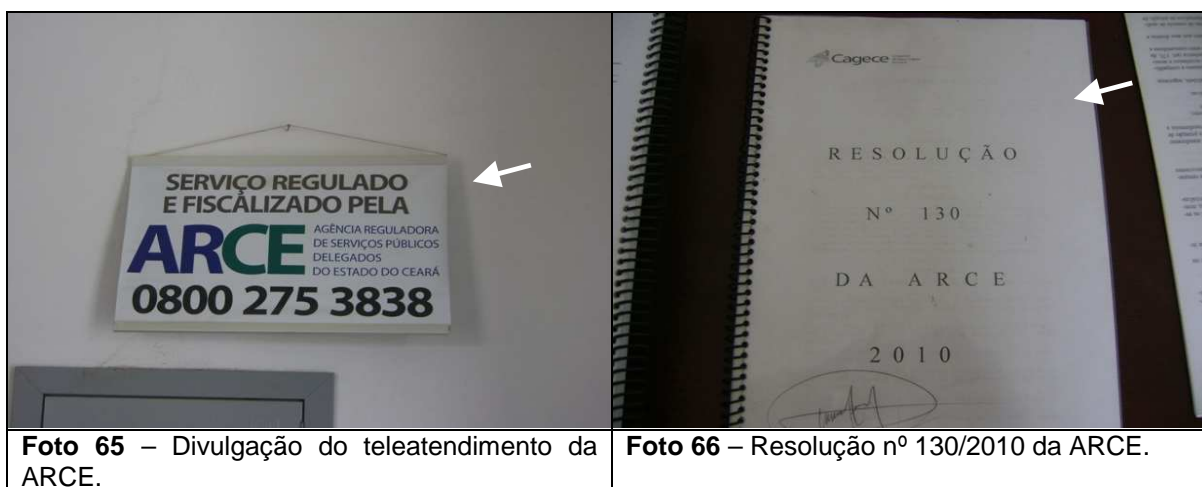 SERVIÇO REGULADO
E FISCALIZADO PELA
ARCE
AGÊNCIA REGULADORA
DE SERVIÇOS PÚBLICOS
DELEGADOS
DO ESTADO DO CEARÁ
0800 275 3838
Foto 65 – Divulgação do teleatendimento da
ARCE.
Cagece
RESOLUÇÃO
Nº 130
DA ARCE
2010
Foto 66 – Resolução nº 130/2010 da ARCE.